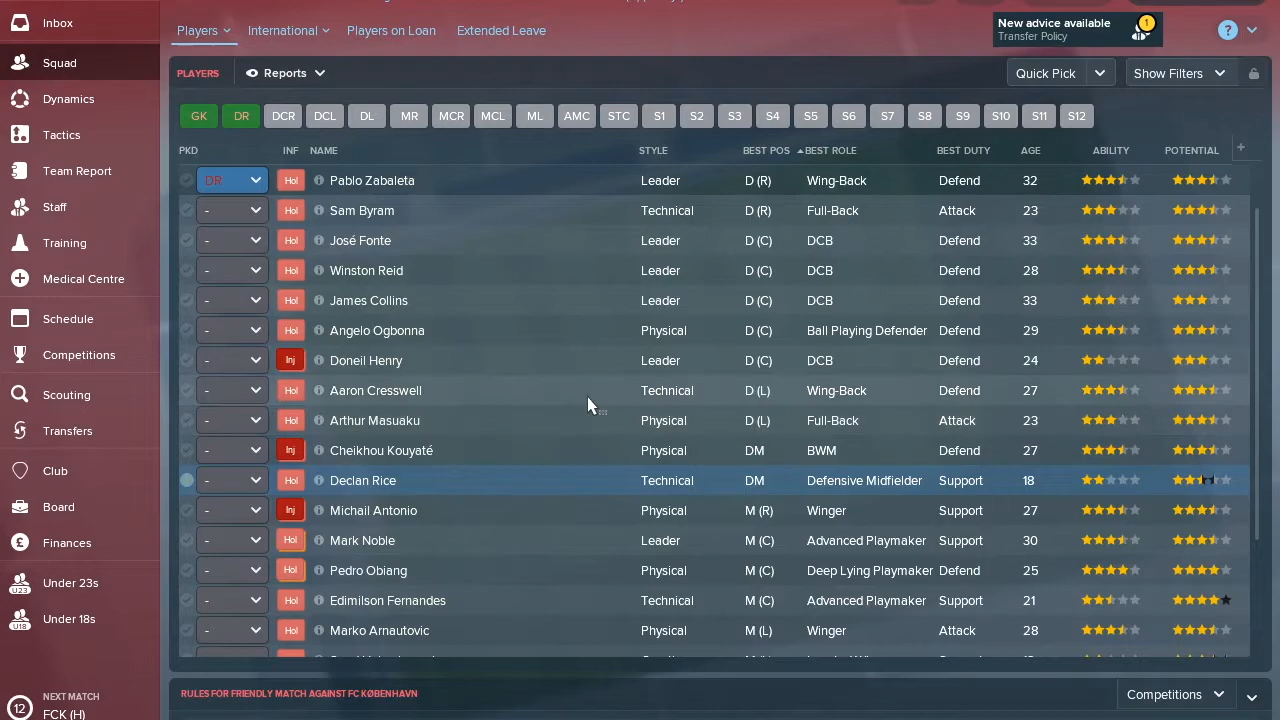 Inbox
Squad
Dynamics
Tactics
Team Report
Staff
Training
Medical Centre
Schedule
Competitions
Scouting
Transfers
Club
Board
Finances
U23 Under 23s
U18 Under 18s
12 NEXT MATCH
FCK (H)
Players International Players on Loan Extended Leave
New advice available 1
Transfer Policy
?
PLAYERS Reports Quick Pick Show Filters
GK DR DCR DCL DL MR MCR MCL ML AMC STC S1 S2 S3 S4 S5 S6 S7 S8 S9 S10 S11 S12
PKD INF NAME STYLE BEST POS BEST ROLE BEST DUTY AGE ABILITY POTENTIAL +
DR Hol Pablo Zabaleta Leader D (R) Wing-Back Defend 32
- Hol Sam Byram Technical D (R) Full-Back Attack 23
- Hol José Fonte Leader D (C) DCB Defend 33
- Hol Winston Reid Leader D (C) DCB Defend 28
- Hol James Collins Leader D (C) DCB Defend 33
- Hol Angelo Ogbonna Physical D (C) Ball Playing Defender Defend 29
- Inj Doneil Henry Leader D (C) DCB Defend 24
- Hol Aaron Cresswell Technical D (L) Wing-Back Defend 27
- Hol Arthur Masuaku Physical D (L) Full-Back Attack 23
- Inj Cheikhou Kouyaté Physical DM BWM Defend 27
- Hol Declan Rice Technical DM Defensive Midfielder Support 18
- Inj Michail Antonio Physical M (R) Winger Support 27
- Hol Mark Noble Leader M (C) Advanced Playmaker Support 30
- Hol Pedro Obiang Physical M (C) Deep Lying Playmaker Defend 25
- Hol Edimilson Fernandes Technical M (C) Advanced Playmaker Support 21
- Hol Marko Arnautovic Physical M (L) Winger Attack 28
RULES FOR FRIENDLY MATCH AGAINST FC KØBENHAVN Competitions